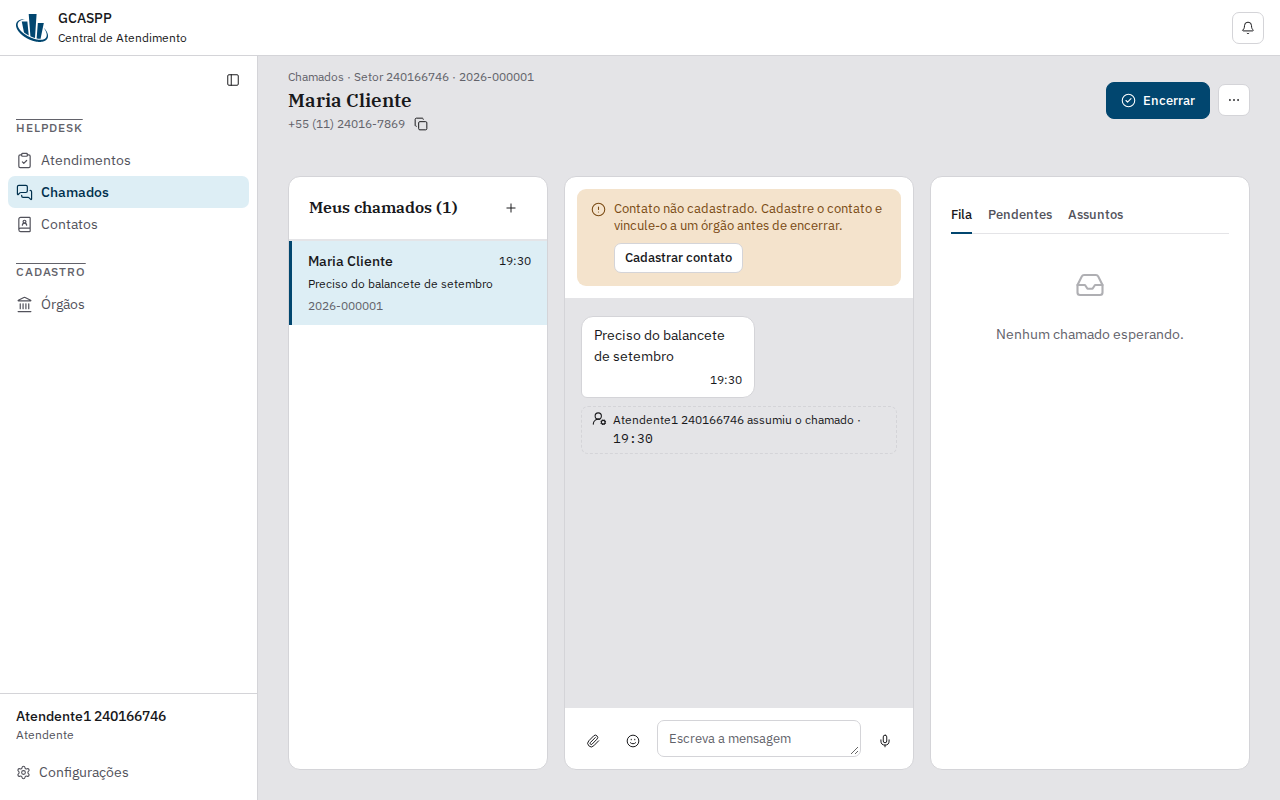 GCASPP
Central de Atendimento
HELPDESK
Atendimentos
Chamados
Contatos
CADASTRO
Órgãos
Atendente1 240166746
Atendente
Configurações
Chamados · Setor 240166746 · 2026-000001
Maria Cliente
+55 (11) 24016-7869
Encerrar
Meus chamados (1)
Maria Cliente 19:30
Preciso do balancete de setembro
2026-000001
Contato não cadastrado. Cadastre o contato e
vincule-o a um órgão antes de encerrar.
Cadastrar contato
Preciso do balancete
de setembro
19:30
Atendente1 240166746 assumiu o chamado ·
19:30
Escreva a mensagem
Fila Pendentes Assuntos
Nenhum chamado esperando.